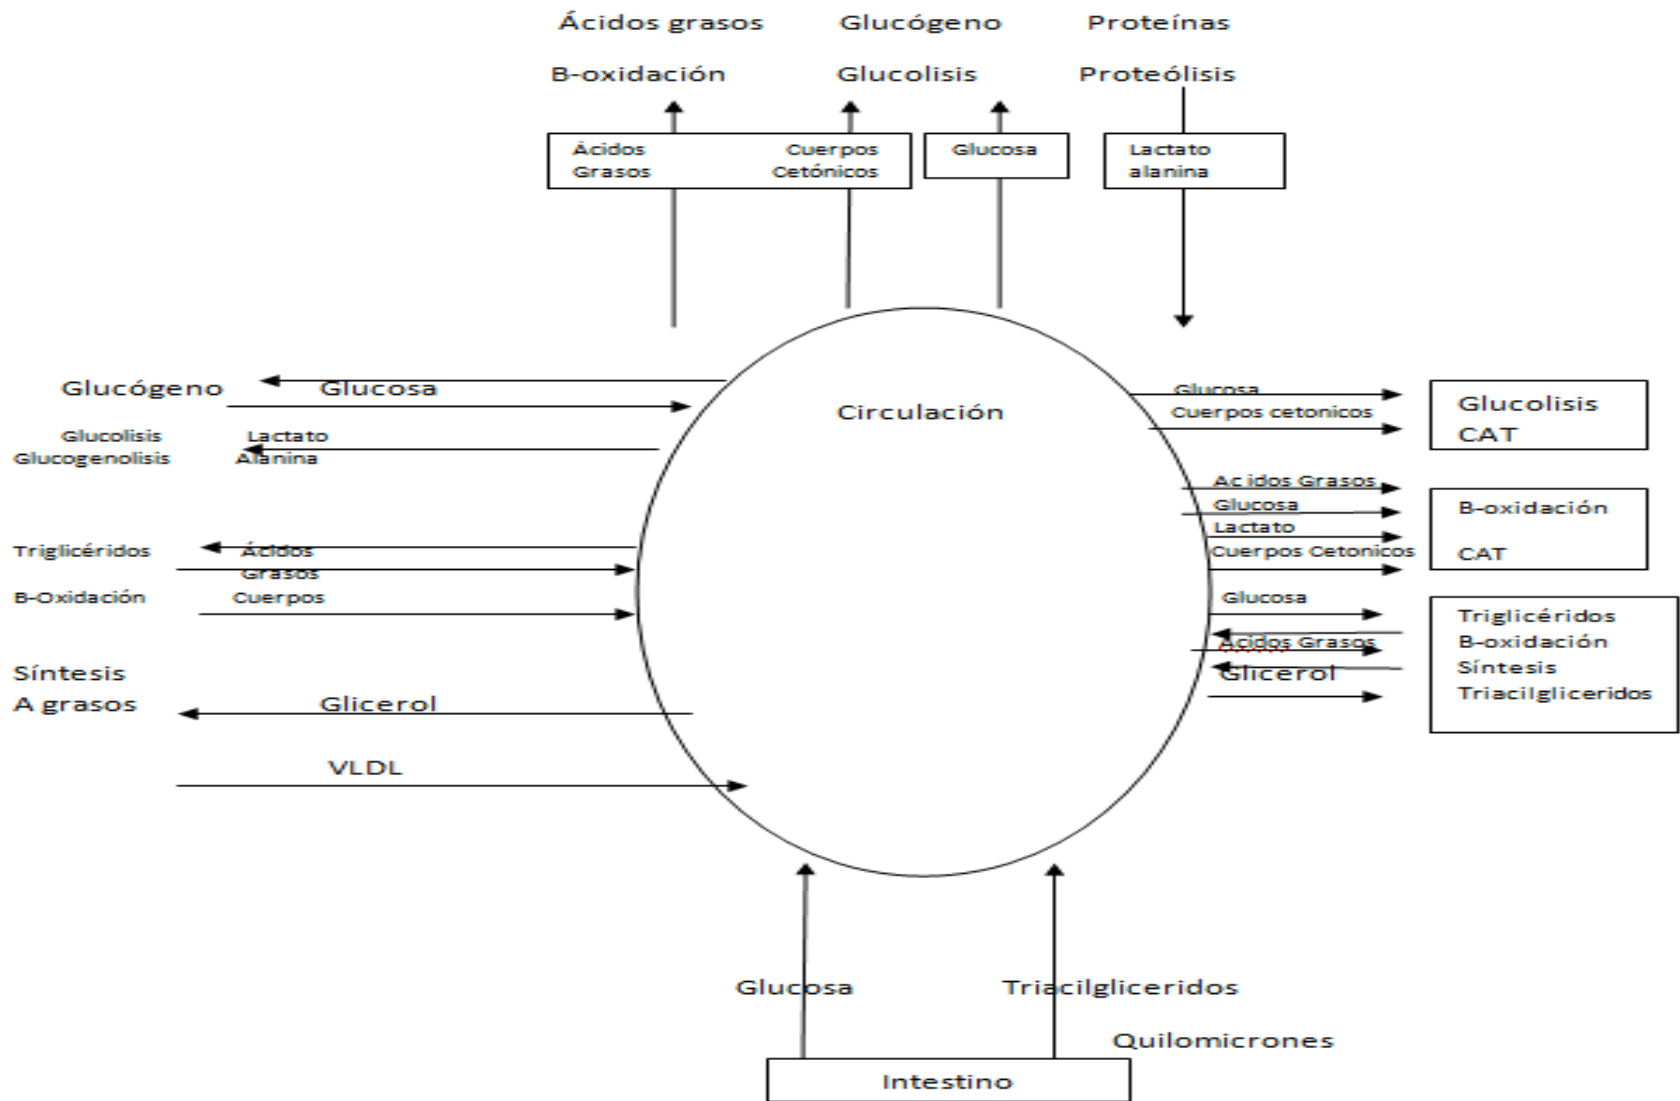 Ácidos grasos Glucógeno Proteínas
B-oxidación Glucolisis Proteólisis
Ácidos Grasos
Cuerpos Cetónicos
Glucosa
Lactato
alanina
Circulación
Glucógeno Glucosa
Glucolisis Lactato
Glucogenolisis Alanina
Triglicéridos Ácidos
Grasos
B-Oxidación Cuerpos
Síntesis
A grasos Glicerol
VLDL
Glucosa
Cuerpos cetonicos
Glucolisis
CAT
Acidos Grasos
Glucosa
Lactato
Cuerpos Cetonicos
B-oxidación
CAT
Glucosa
Ácidos Grasos
Glicerol
Triglicéridos
B-oxidación
Síntesis
Triacilgliceridos
Glucosa Triacilgliceridos
Quilomicrones
Intestino